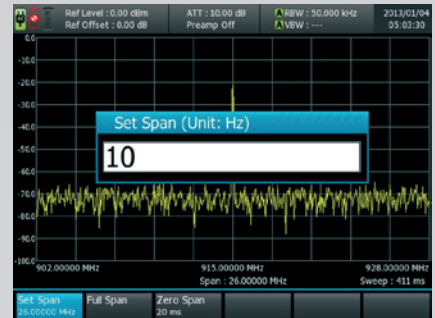 Ref Level : 0.00 dBm ATT : 10.00 dB A RBW : 50.000 kHz 2013/01/04
Ref Offset : 0.00 dB Preamp Off A VBW : --- 05:03:30
0.0
-10.0
-20.0
-30.0
-40.0
Set Span (Unit: Hz)
-50.0
10
-60.0
-70.0
-80.0
-90.0
-100.0
902.00000 MHz 915.00000 MHz 928.00000 MHz
Span : 26.00000 MHz Sweep : 411 ms
Set Span Full Span Zero Span
26.00000 MHz 20 ms